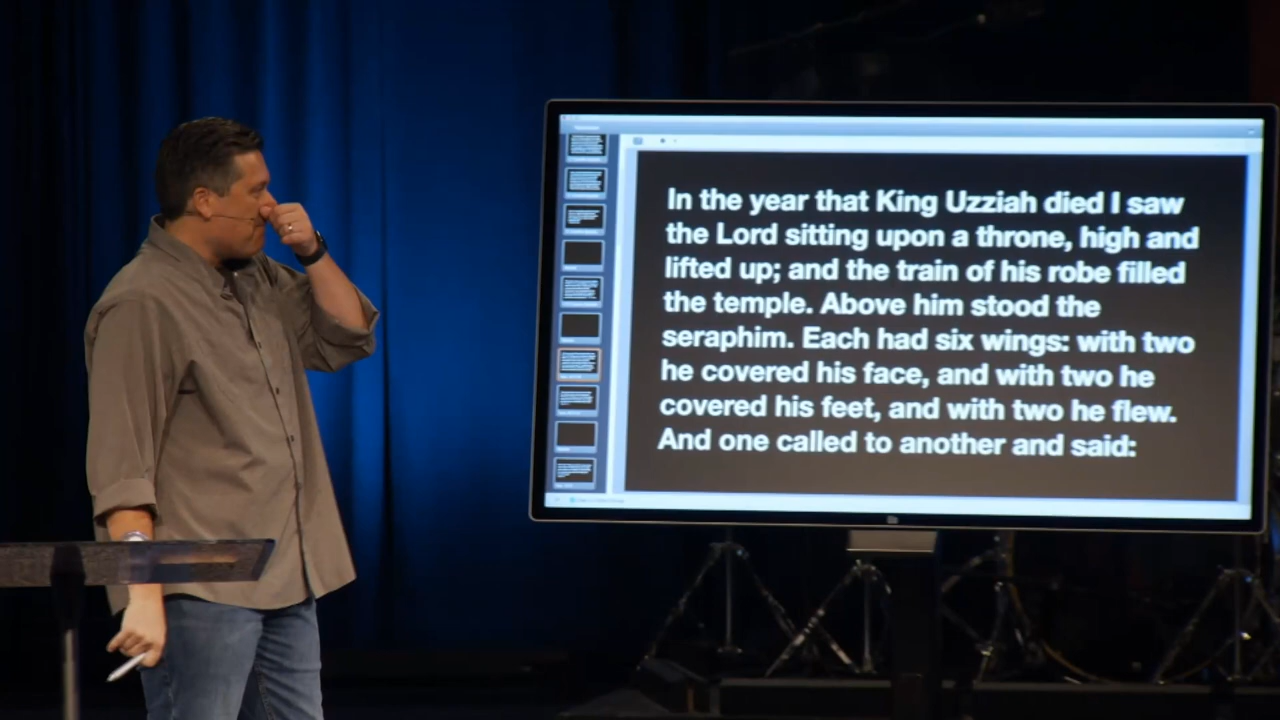 In the year that King Uzziah died I saw
the Lord sitting upon a throne, high and
lifted up; and the train of his robe filled
the temple. Above him stood the
seraphim. Each had six wings: with two
he covered his face, and with two he
covered his feet, and with two he flew.
And one called to another and said: